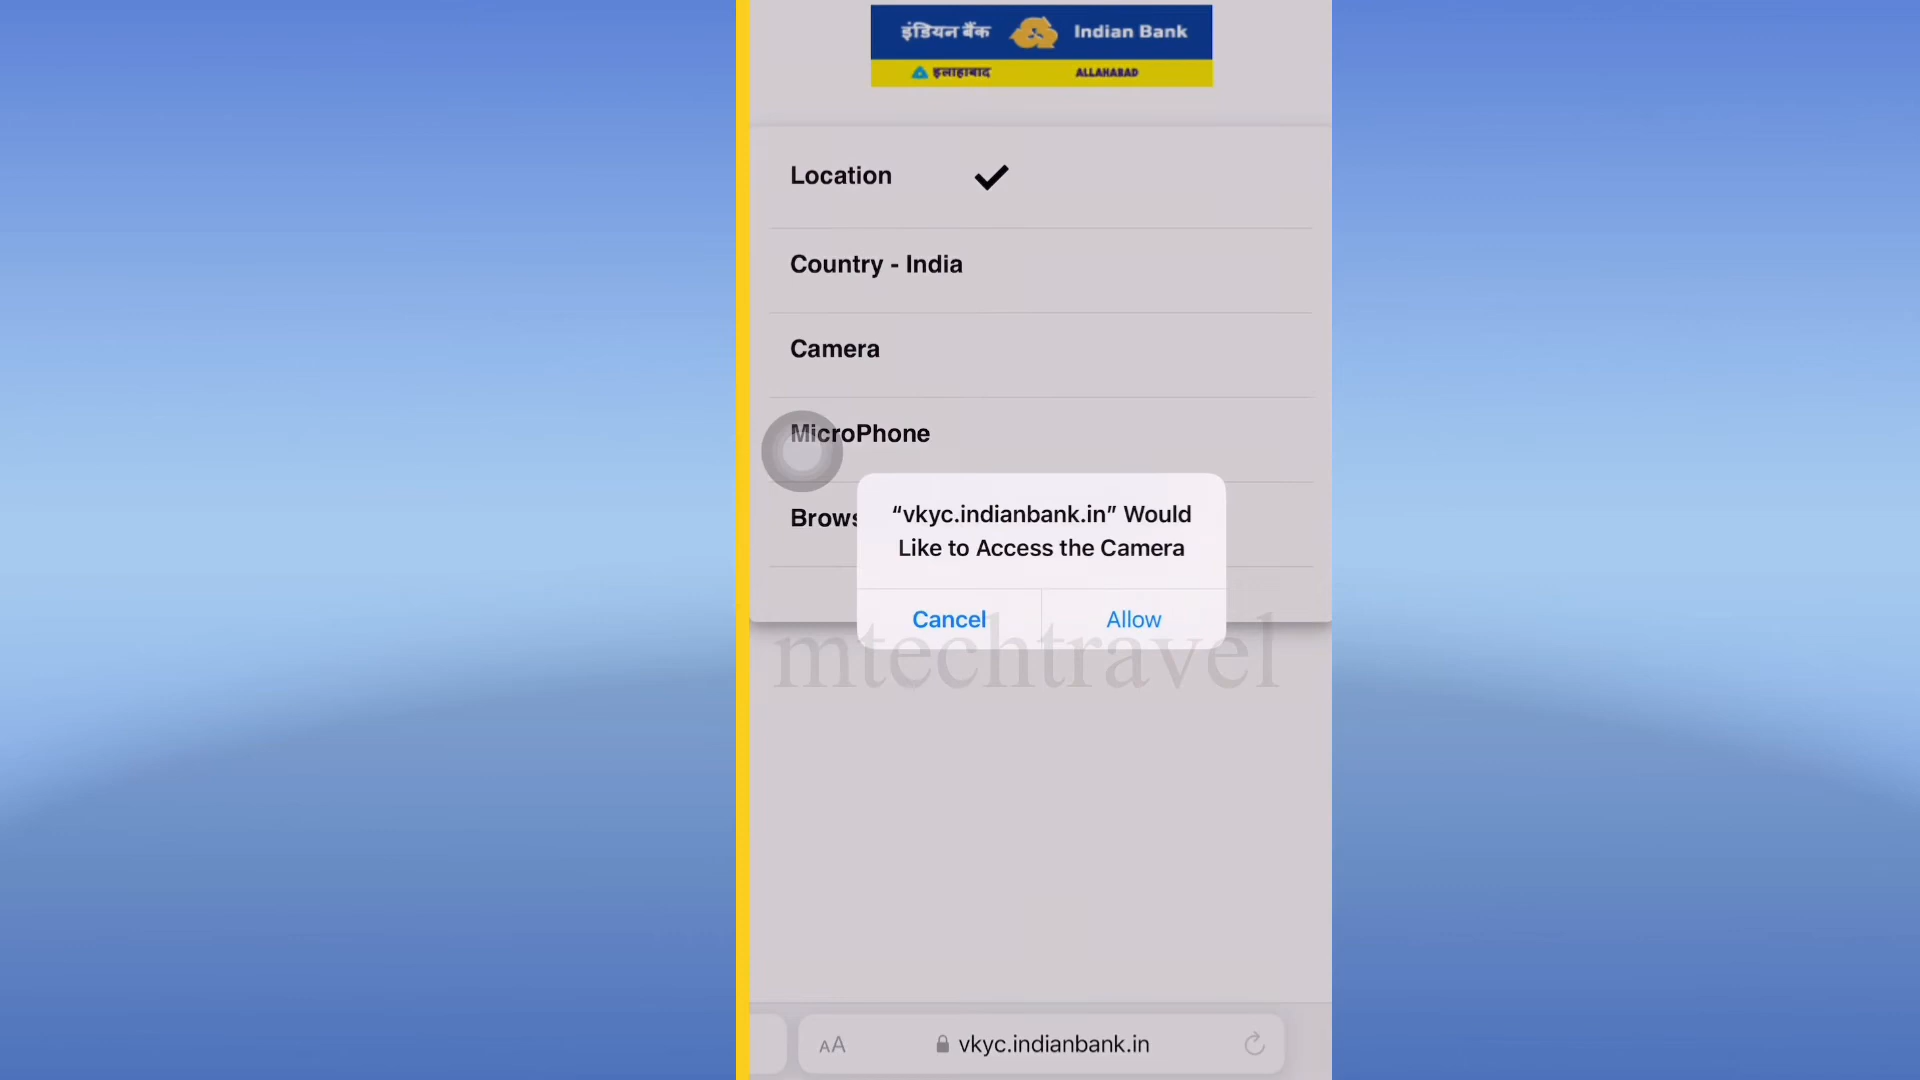 इंडियन बैंक Indian Bank
इलाहाबाद ALLAHABAD
Location
Country - India
Camera
MicroPhone
Brows
“vkyc.indianbank.in” Would
Like to Access the Camera
Cancel Allow
mtechtravel
AA vkyc.indianbank.in